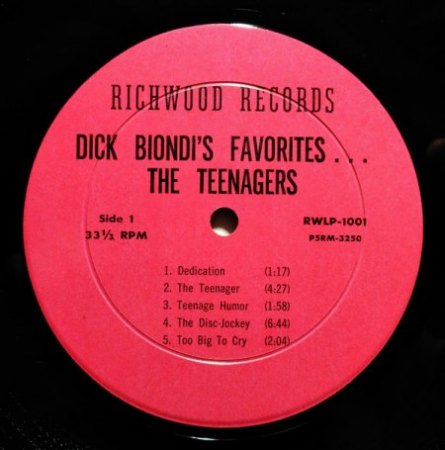 RICHWOOD RECORDS
DICK BIONDI'S FAVORITES...
THE TEENAGERS
Side 1 RWLP-1001
33⅓ RPM P5RM-3250
1. Dedication (1:17)
2. The Teenager (4:27)
3. Teenage Humor (1:58)
4. The Disc-Jockey (6:44)
5. Too Big To Cry (2:04)